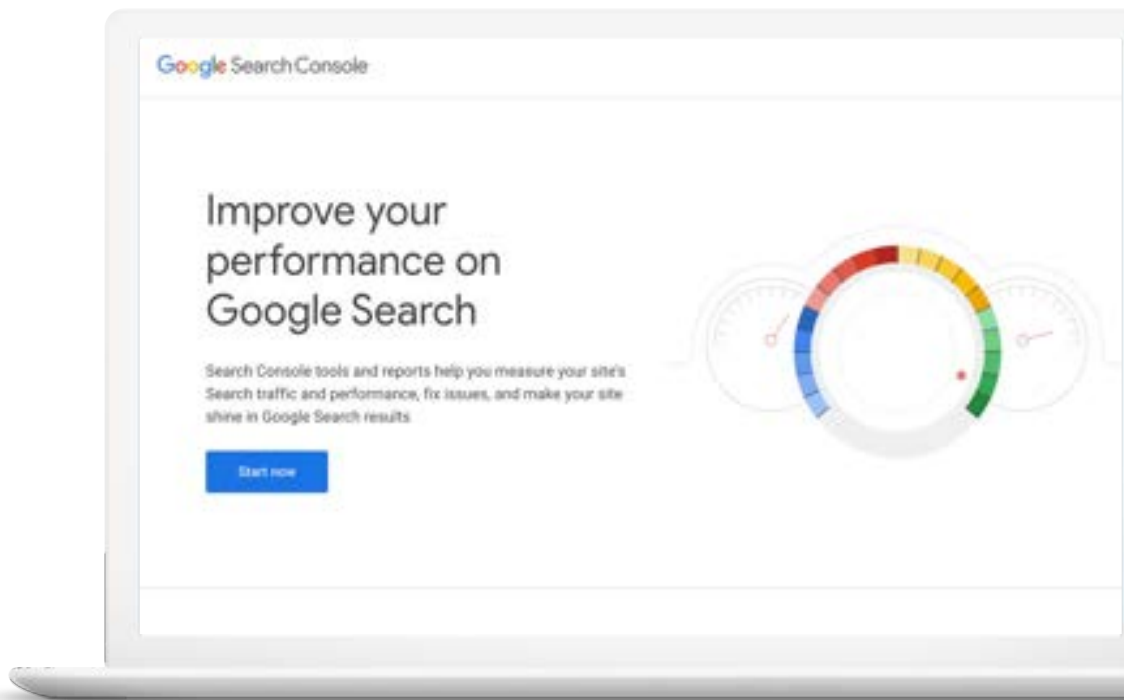 Google Search Console
Improve your
performance on
Google Search
Search Console tools and reports help you measure your site's
Search traffic and performance, fix issues, and make your site
shine in Google Search results
Start now